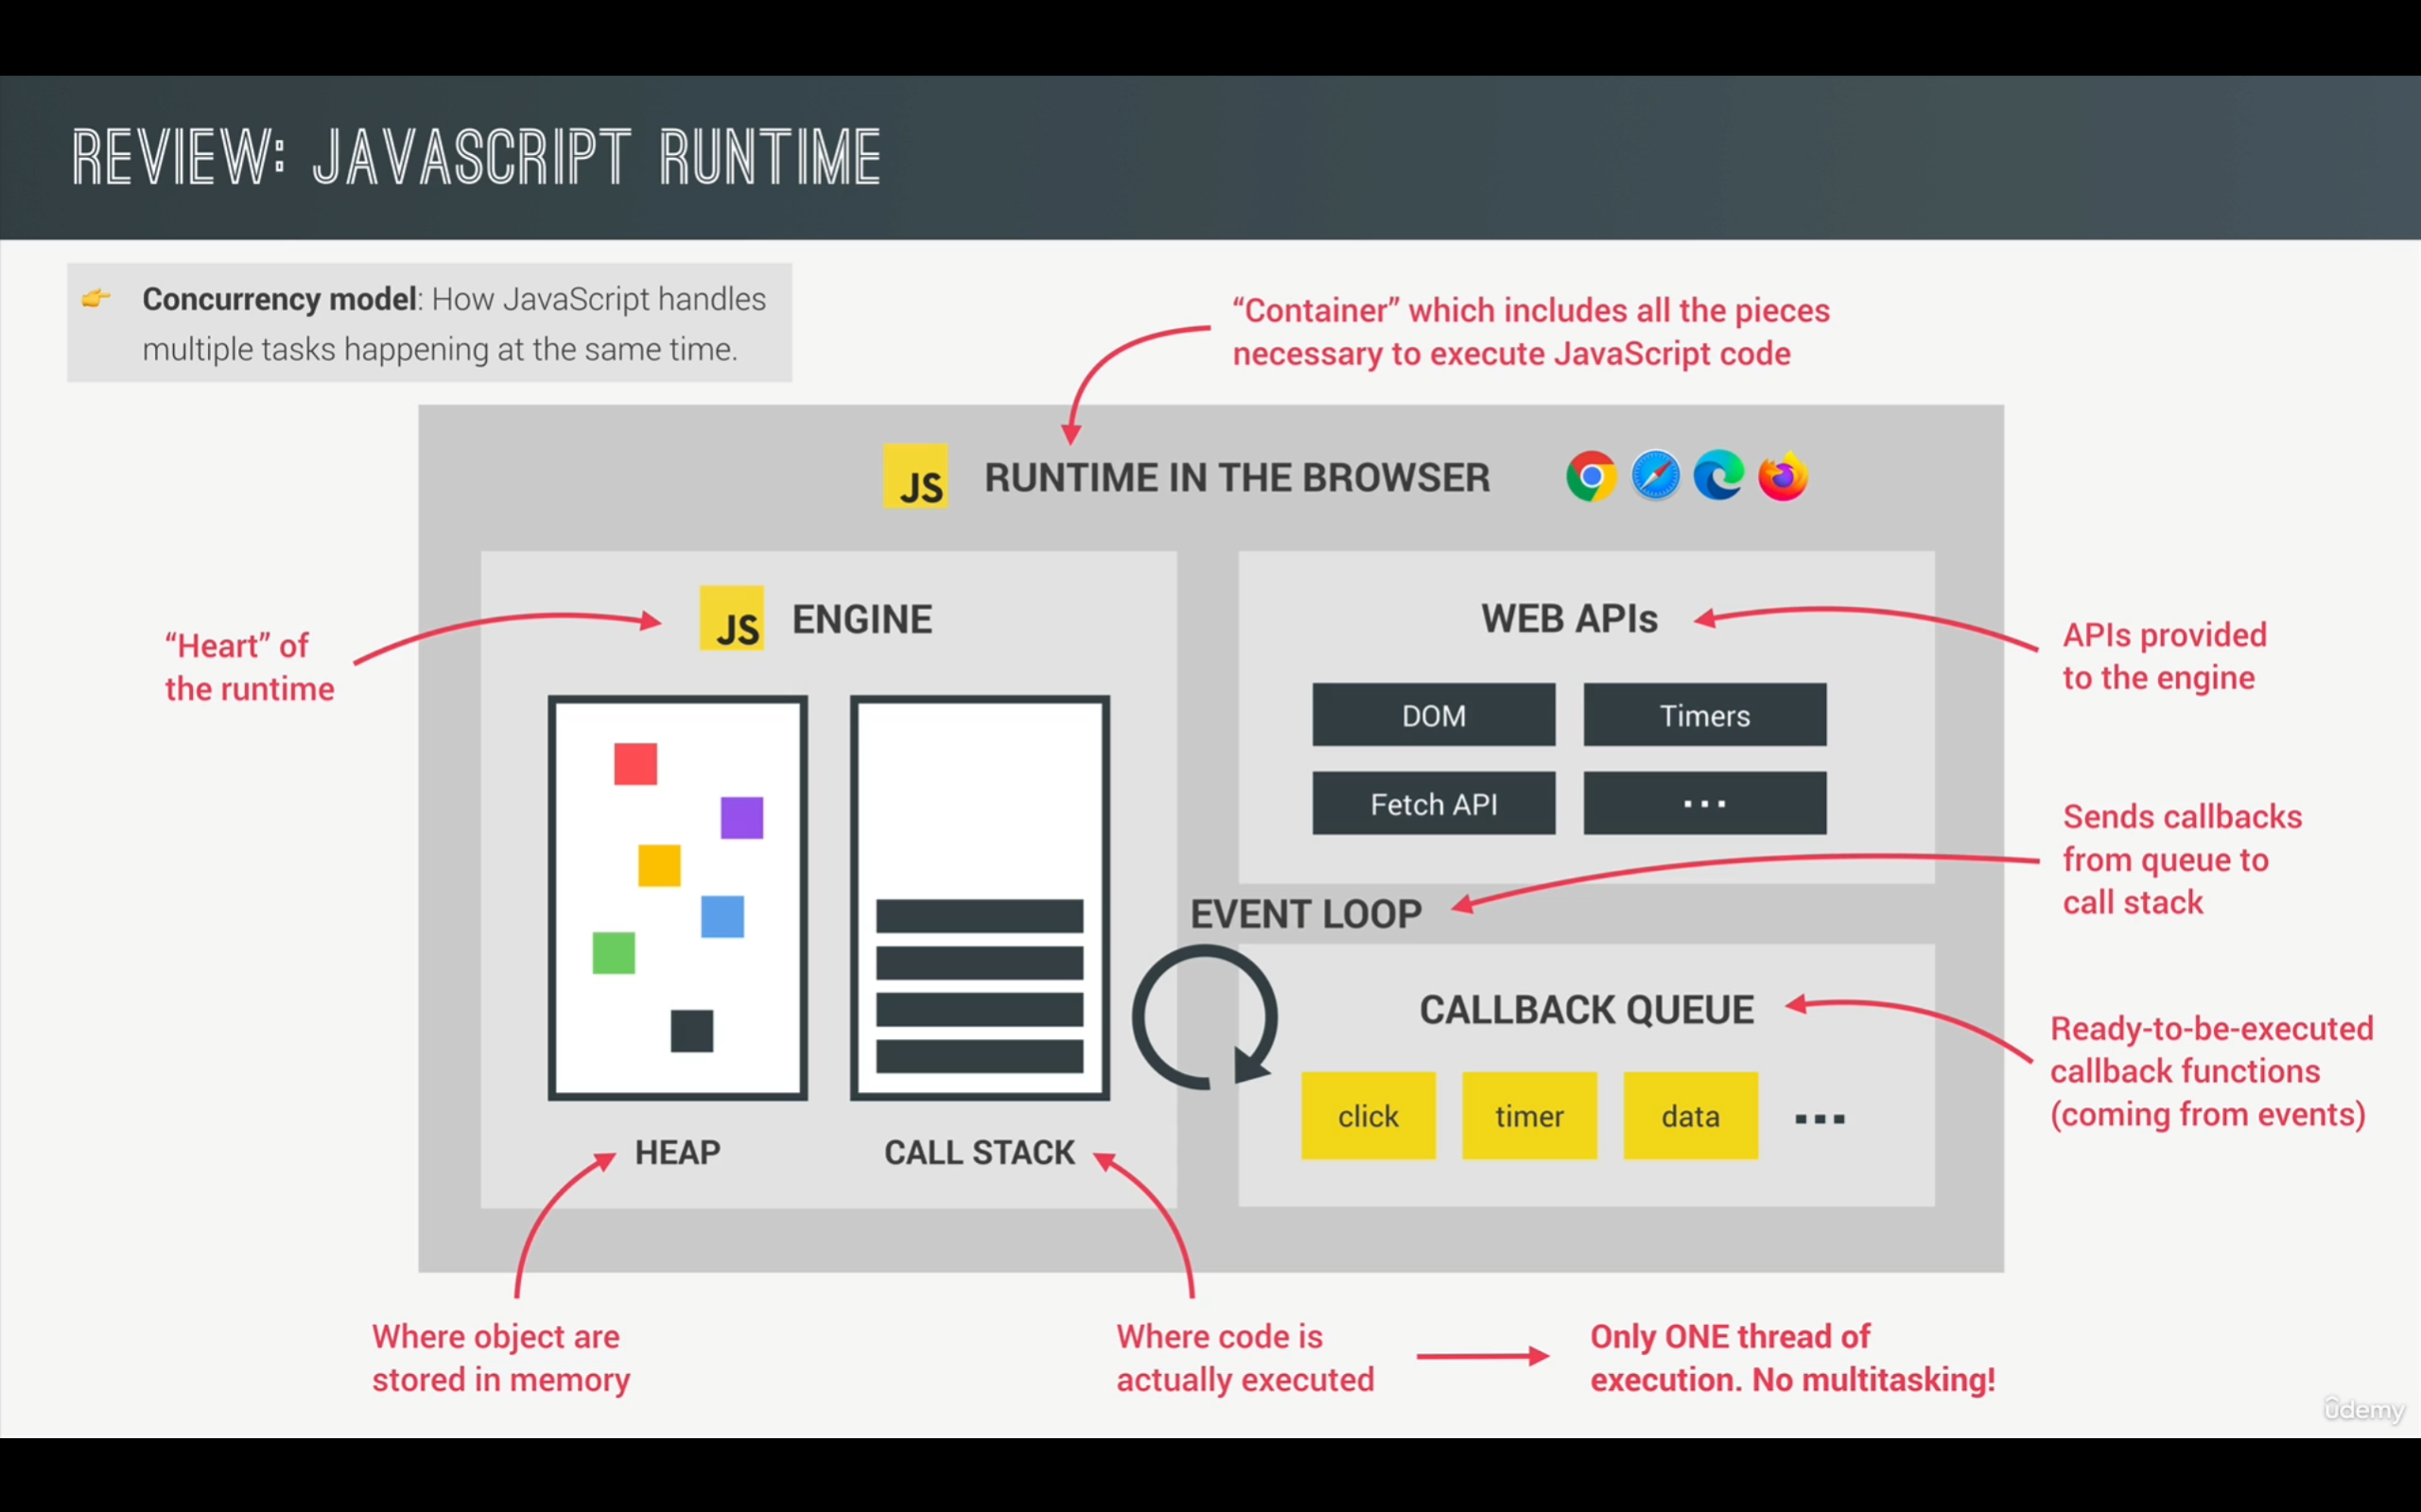 REVIEW: JAVASCRIPT RUNTIME
Concurrency model: How JavaScript handles
multiple tasks happening at the same time.
“Container” which includes all the pieces
necessary to execute JavaScript code
JS RUNTIME IN THE BROWSER
“Heart” of
the runtime
JS ENGINE
HEAP
CALL STACK
WEB APIs
DOM
Timers
Fetch API
...
APIs provided
to the engine
EVENT LOOP
Sends callbacks
from queue to
call stack
CALLBACK QUEUE
click
timer
data
...
Ready-to-be-executed
callback functions
(coming from events)
Where object are
stored in memory
Where code is
actually executed
Only ONE thread of
execution. No multitasking!
ûdemy